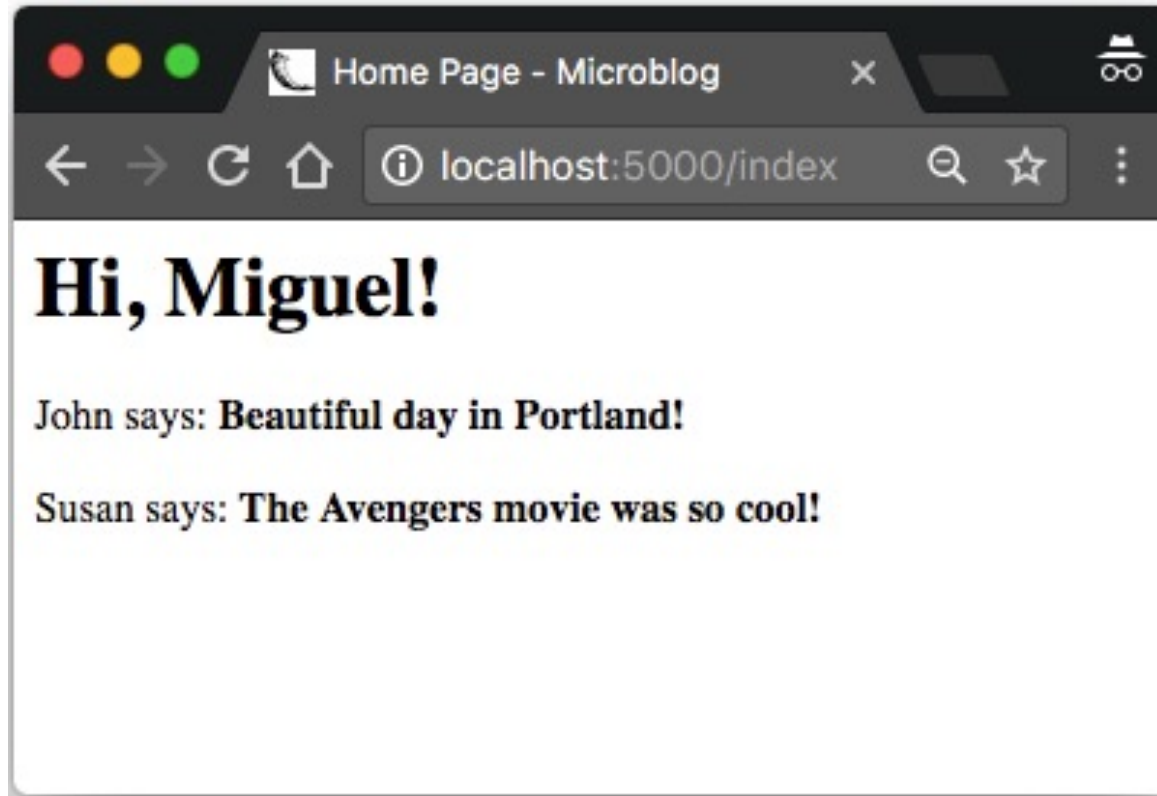 Home Page - Microblog
localhost:5000/index
Hi, Miguel!
John says: Beautiful day in Portland!
Susan says: The Avengers movie was so cool!